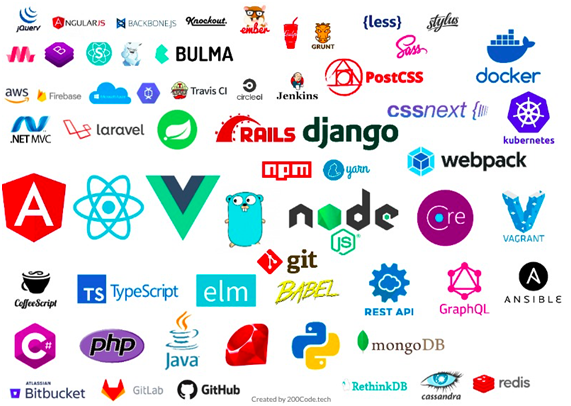 jQuery ANGULARJS BACKBONE.JS Knockout. ember GRUNT {less} stylus
Sass
BULMA
docker
PostCSS
aws Firebase Travis CI circleci Jenkins
cssnext
kubernetes
.NET MVC laravel RAILS django
webpack
npm yarn
A node Core
JS
VAGRANT
git
CoffeeScript TS TypeScript elm BABEL REST API GraphQL ANSIBLE
C# php Java mongoDB
ATLASSIAN
Bitbucket GitLab GitHub RethinkDB cassandra redis
Created by 200Code.tech